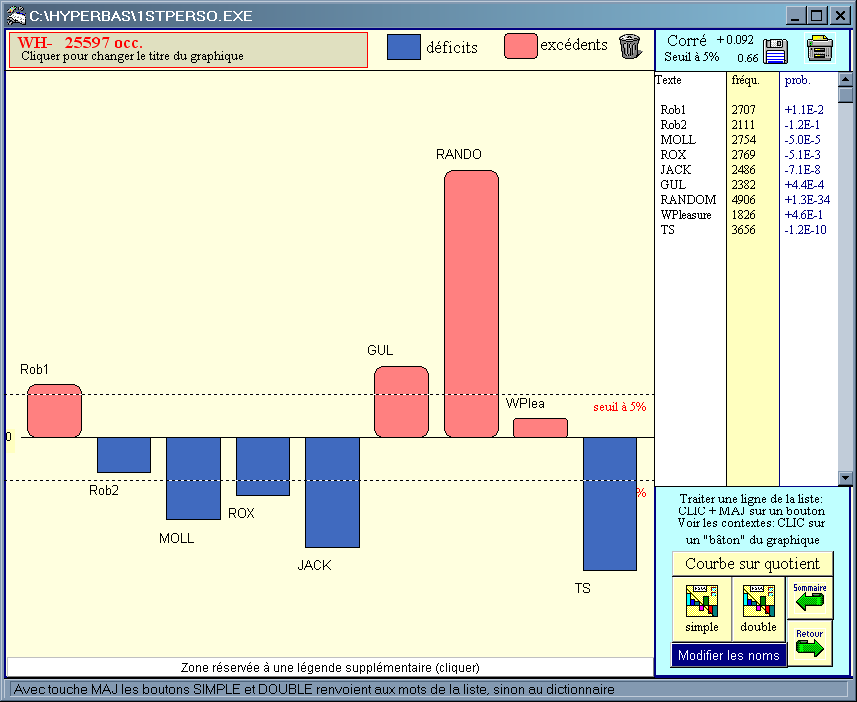 C:\HYPERBAS\1STPERSO.EXE
WH- 25597 occ.
Cliquer pour changer le titre du graphique
déficits
excédents
Corré +0.092
Seuil à 5% 0.66
Texte fréqu. prob.
Rob1 2707 +1.1E-2
Rob2 2111 -1.2E-1
MOLL 2754 -5.0E-5
ROX 2769 -5.1E-3
JACK 2486 -7.1E-8
GUL 2382 +4.4E-4
RANDOM 4906 +1.3E-34
WPleasure 1826 +4.6E-1
TS 3656 -1.2E-10
RANDO
GUL
Rob1
WPlea
seuil à 5%
0
Rob2
%
ROX
MOLL
JACK
TS
Traiter une ligne de la liste:
CLIC + MAJ sur un bouton
Voir les contextes: CLIC sur
un "bâton" du graphique
Courbe sur quotient
simple
double
Sommaire
Retour
Modifier les noms
Zone réservée à une légende supplémentaire (cliquer)
Avec touche MAJ les boutons SIMPLE et DOUBLE renvoient aux mots de la liste, sinon au dictionnaire